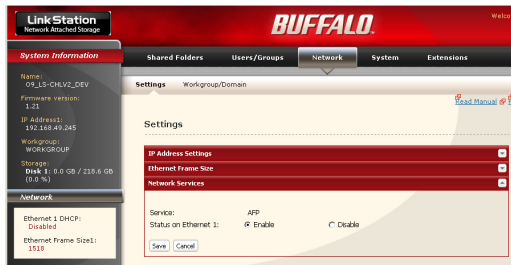 LinkStation
Network Attached Storage
BUFFALO
Welco
System Information
Shared Folders
Users/Groups
Network
System
Extensions
Name:
09_LS-CHLV2_DEV
Firmware version:
1.21
IP Address1:
192.168.49.245
Workgroup:
WORKGROUP
Storage:
Disk 1: 0.0 GB / 218.6 GB
(0.0 %)
Network
Ethernet 1 DHCP:
Disabled
Ethernet Frame Size1:
1518
Settings
Workgroup/Domain
Read Manual
Settings
IP Address Settings
Ethernet Frame Size
Network Services
Service:
AFP
Status on Ethernet 1:
Enable
Disable
Save
Cancel